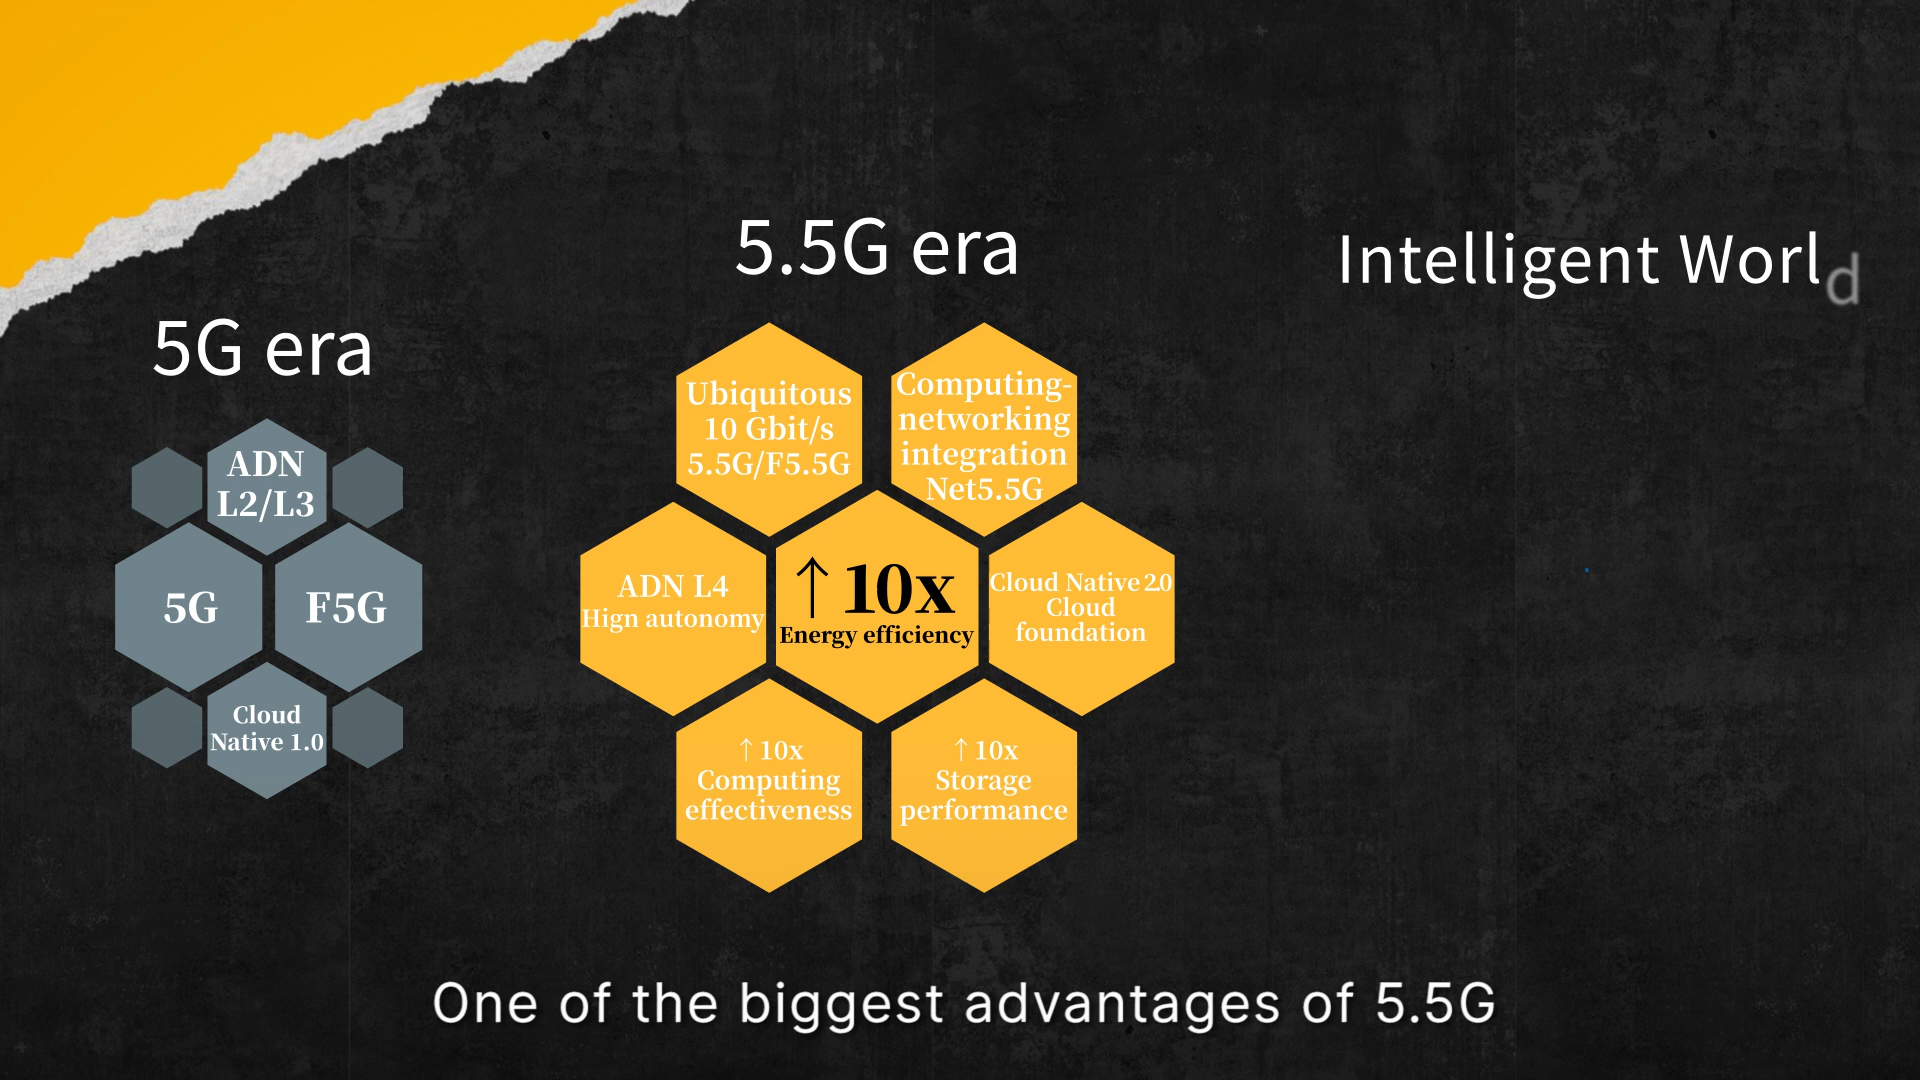 5G era
ADN
L2/L3
5G
F5G
Cloud
Native 1.0
5.5G era
Ubiquitous
10 Gbit/s
5.5G/F5.5G
Computing-
networking
integration
Net5.5G
ADN L4
Hign autonomy
↑10x
Energy efficiency
Cloud Native 2.0
Cloud
foundation
↑10x
Computing
effectiveness
↑10x
Storage
performance
Intelligent World
One of the biggest advantages of 5.5G